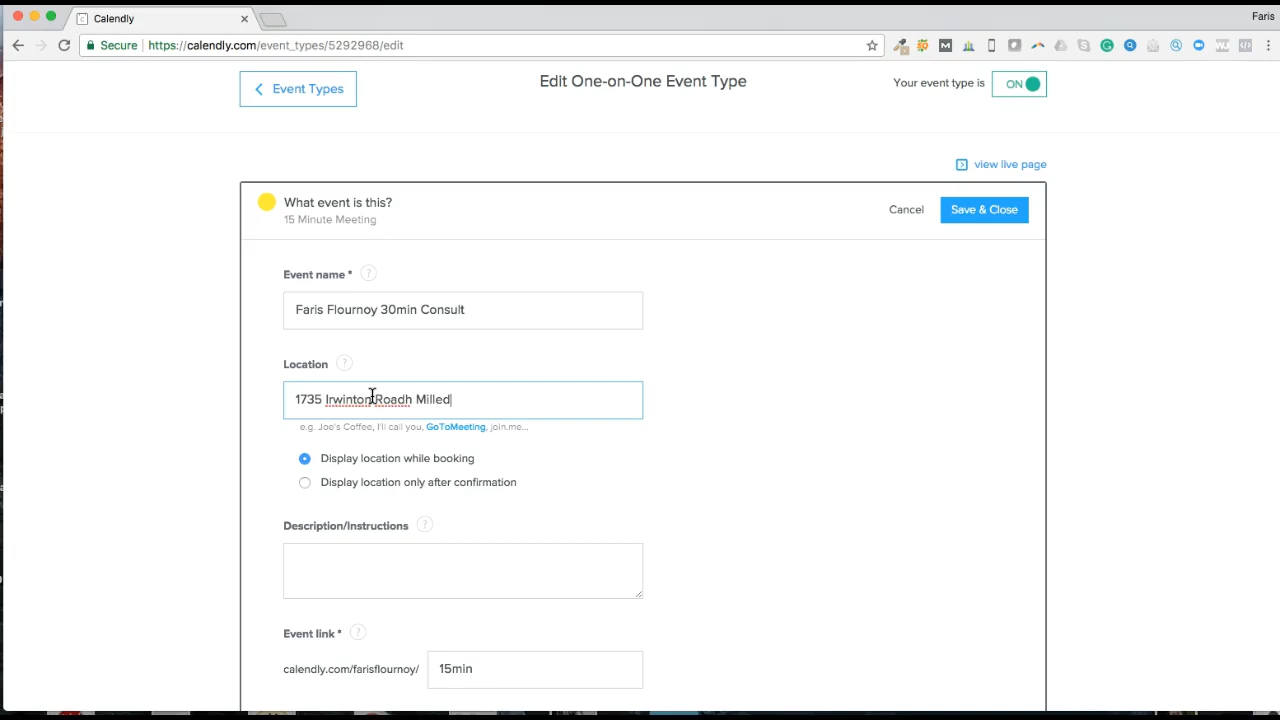 Calendly
Faris
Secure https://calendly.com/event_types/5292968/edit
Event Types
Edit One-on-One Event Type
Your event type is
ON
view live page
What event is this?
15 Minute Meeting
Cancel
Save & Close
Event name * ?
Faris Flournoy 30min Consult
Location ?
1735 Irwinton Roadh Milled
e.g. Joe's Coffee, I'll call you, GoToMeeting, join.me...
Display location while booking
Display location only after confirmation
Description/Instructions ?
Event link * ?
calendly.com/farisflournoy/ 15min